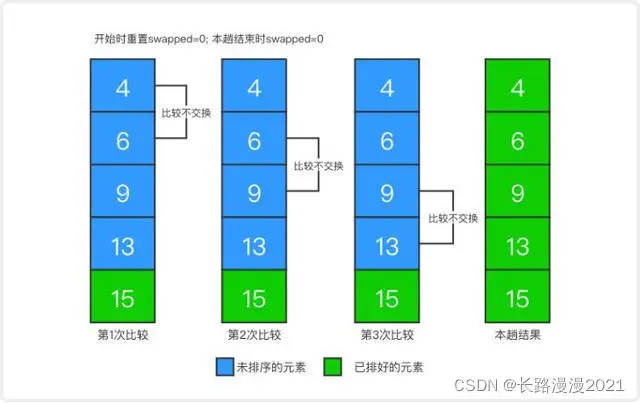 开始时重置swapped=0; 本趟结束时swapped=0
4 4 4 4
比较不交换
6 6 6 6
比较不交换
9 9 9 9
比较不交换
13 13 13 13
15 15 15 15
第1次比较 第2次比较 第3次比较 本趟结果
未排序的元素 已排好的元素
CSDN @长路漫漫2021